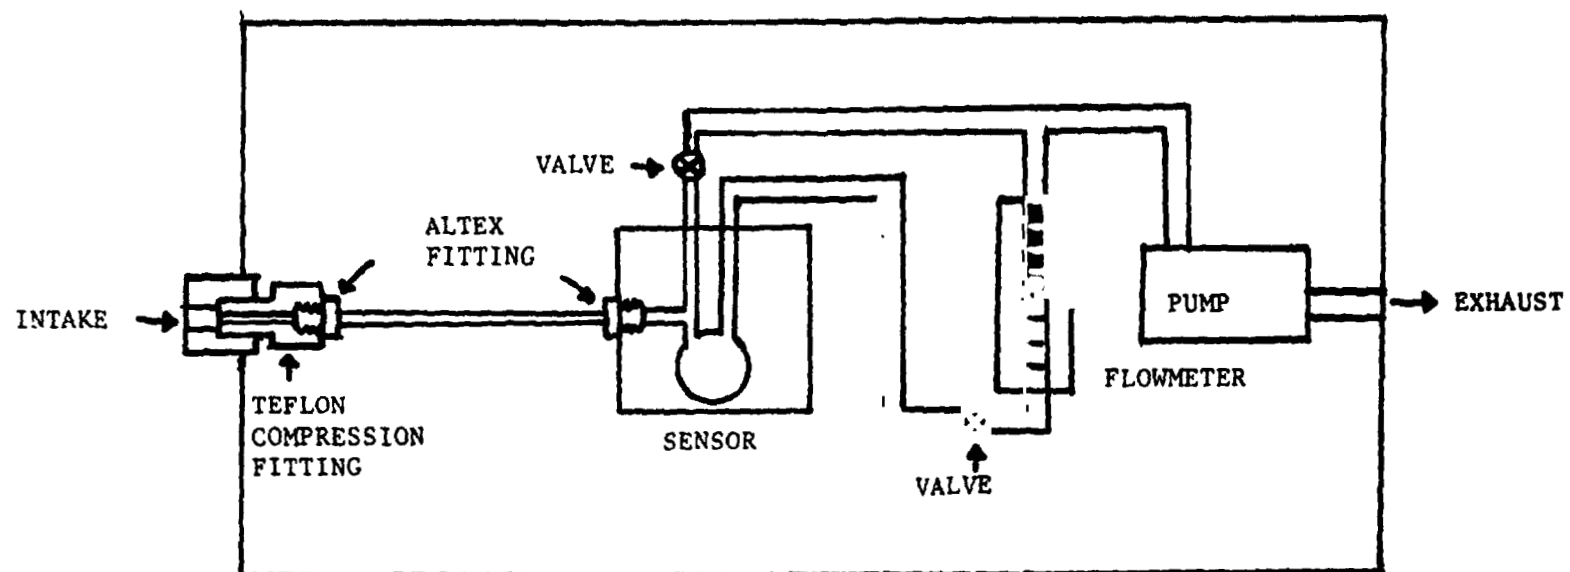 VALVE
ALTEX
FITTING
INTAKE
PUMP
EXHAUST
FLOWMETER
TEFLON
COMPRESSION
FITTING
SENSOR
VALVE